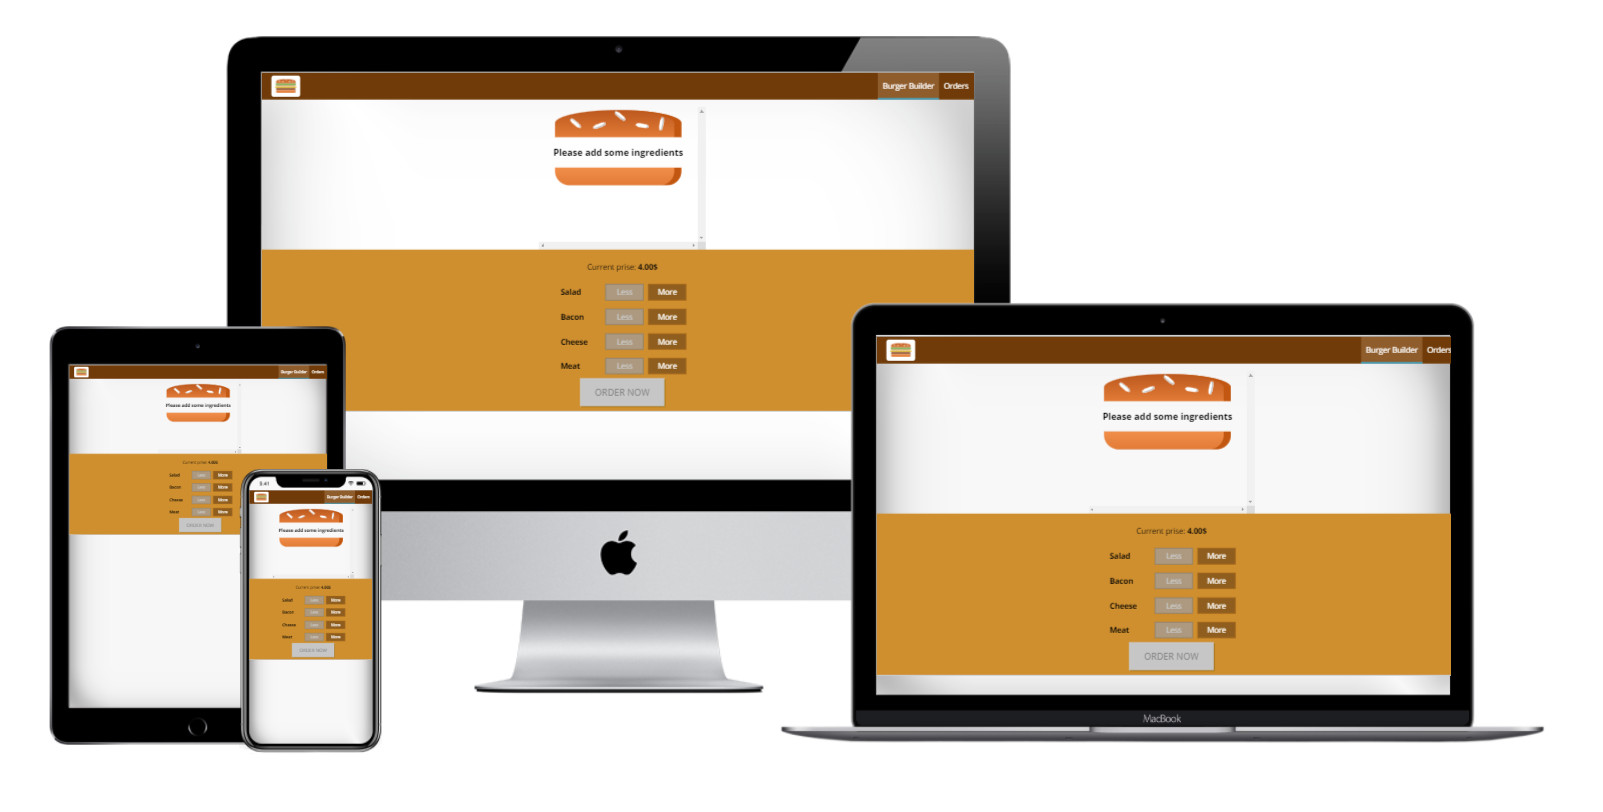 Burger Builder Orders
Please add some ingredients
Current prise: 4.00$
Salad Less More
Bacon Less More
Cheese Less More
Meat Less More
ORDER NOW
Burger Builder Orders
Please add some ingredients
Current prise: 4.00$
Salad Less More
Bacon Less More
Cheese Less More
Meat Less More
ORDER NOW
9:41
Burger Builder Orders
Please add some ingredients
Current prise: 4.00$
Salad Less More
Bacon Less More
Cheese Less More
Meat Less More
ORDER NOW
Burger Builder Orders
Please add some ingredients
Current prise: 4.00$
Salad Less More
Bacon Less More
Cheese Less More
Meat Less More
ORDER NOW
MacBook